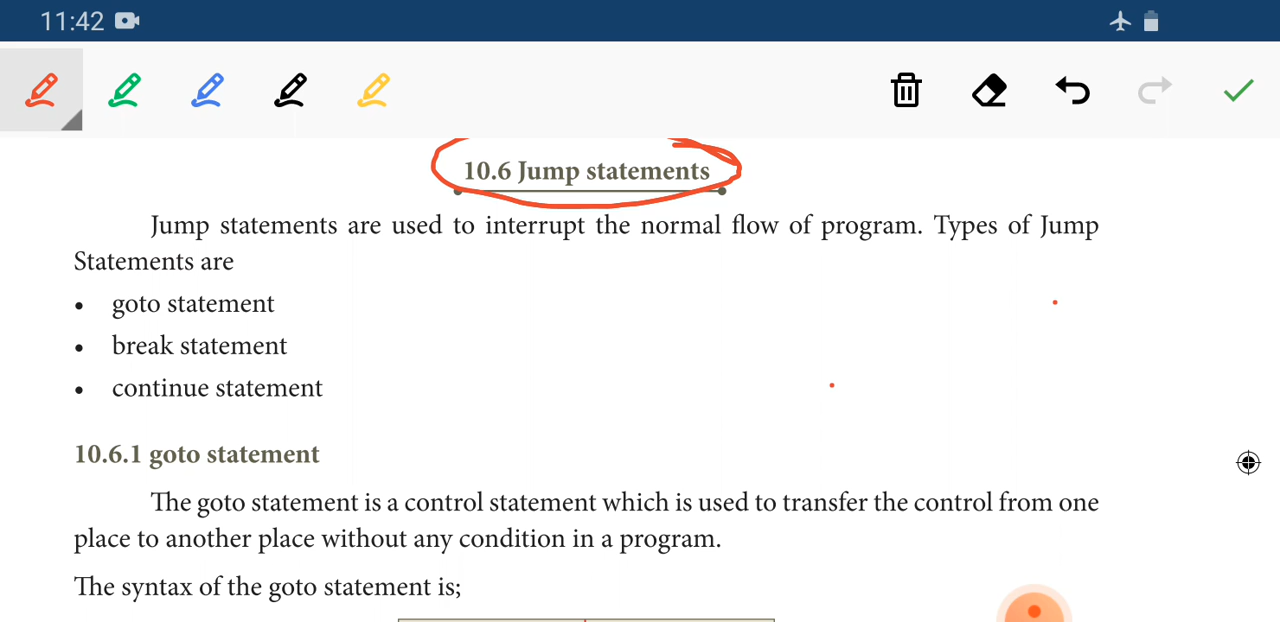 11:42
10.6 Jump statements
Jump statements are used to interrupt the normal flow of program. Types of Jump
Statements are
• goto statement
• break statement
• continue statement
10.6.1 goto statement
The goto statement is a control statement which is used to transfer the control from one
place to another place without any condition in a program.
The syntax of the goto statement is;